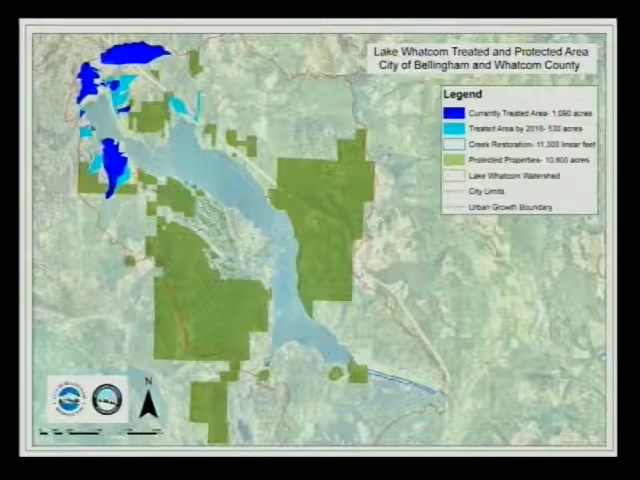 Lake Whatcom Treated and Protected Area
City of Bellingham and Whatcom County
Legend
Currently Treated Area- 1,090 acres
Treated Area by 2018- 530 acres
Creek Restoration- 11,300 linear feet
Protected Properties- 10,600 acres
Lake Whatcom Watershed
City Limits
Urban Growth Boundary
N